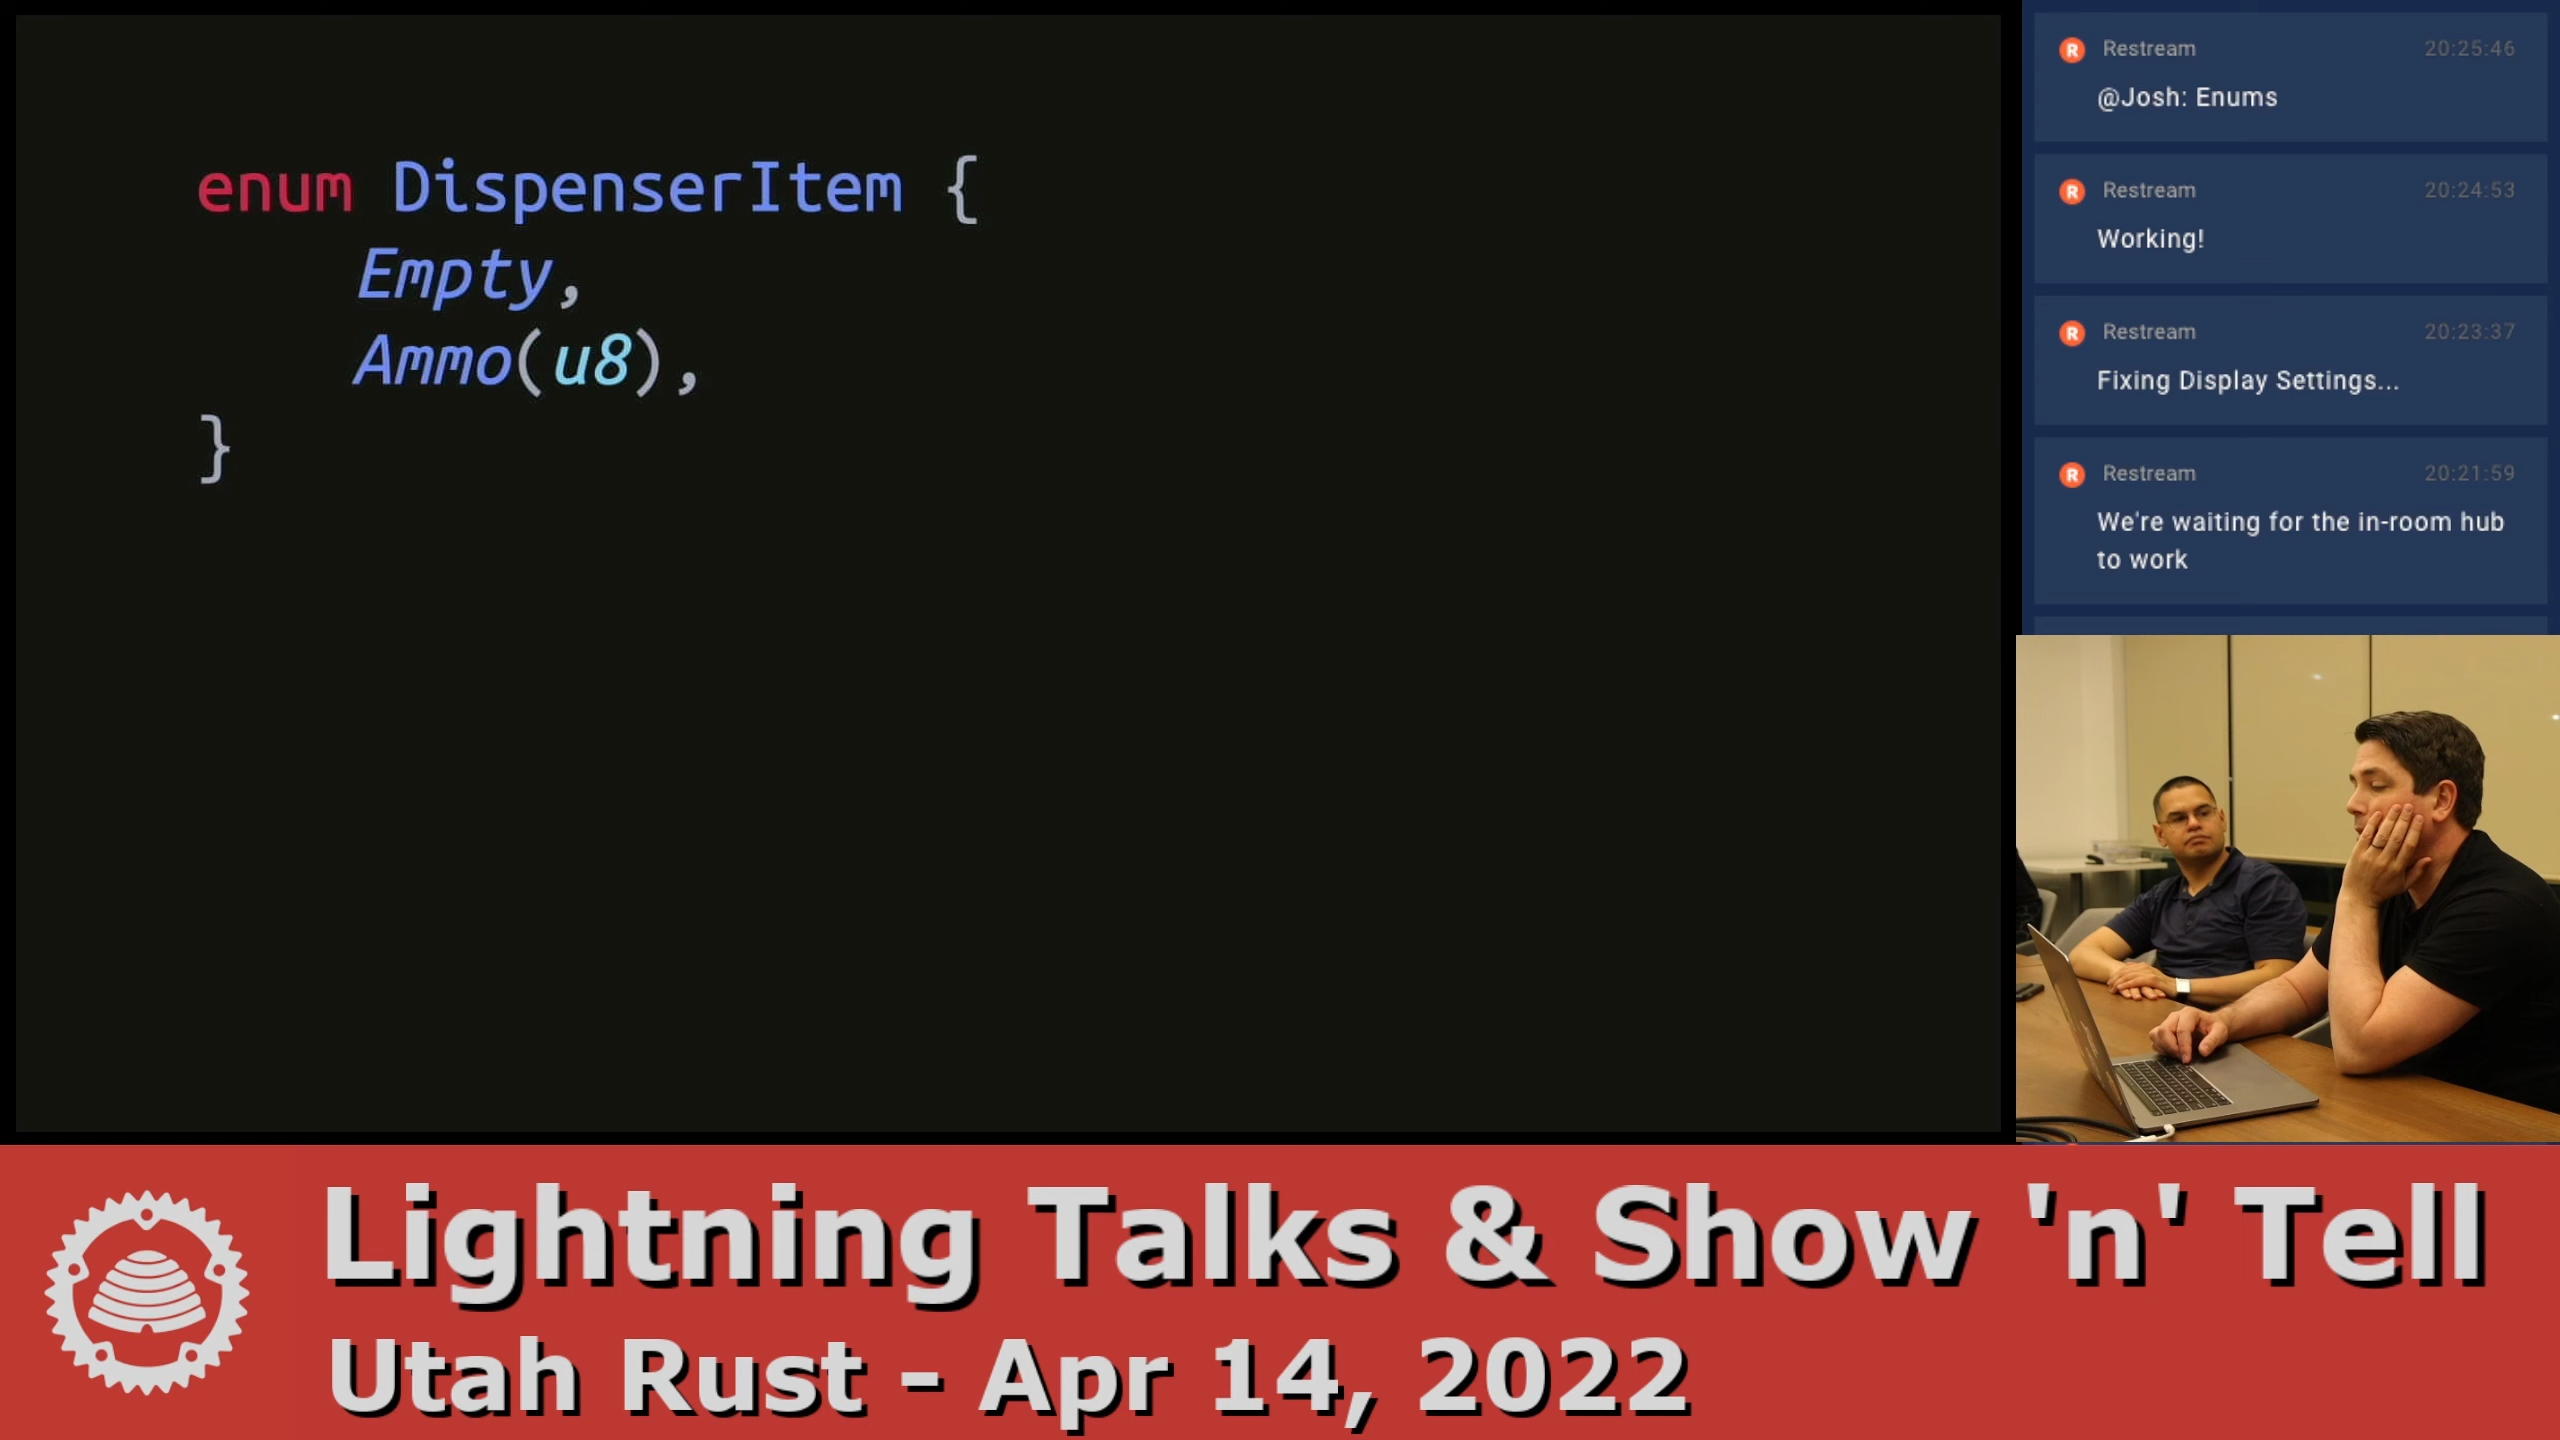 enum DispenserItem {
Empty,
Ammo(u8),
}
R Restream 20:25:46
@Josh: Enums
R Restream 20:24:53
Working!
R Restream 20:23:37
Fixing Display Settings...
R Restream 20:21:59
We're waiting for the in-room hub
to work
Lightning Talks & Show 'n' Tell
Utah Rust - Apr 14, 2022